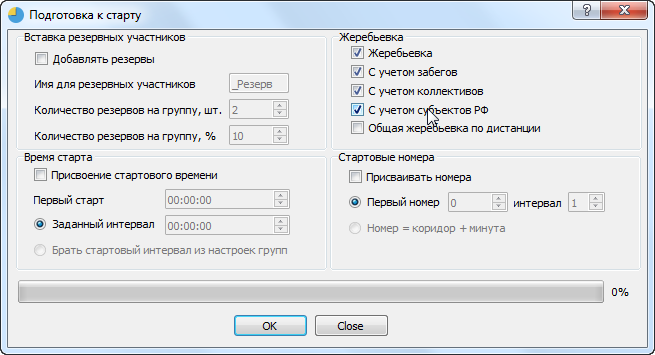 Подготовка к старту
Вставка резервных участников
Добавлять резервы
Имя для резервных участников _Резерв
Количество резервов на группу, шт. 2
Количество резервов на группу, % 10
Жеребьевка
Жеребьевка
С учетом забегов
С учетом коллективов
С учетом субъектов РФ
Общая жеребьевка по дистанции
Время старта
Присвоение стартового времени
Первый старт 00:00:00
Заданный интервал 00:00:00
Брать стартовый интервал из настроек групп
Стартовые номера
Присваивать номера
Первый номер 0 интервал 1
Номер = коридор + минута
0%
OK Close